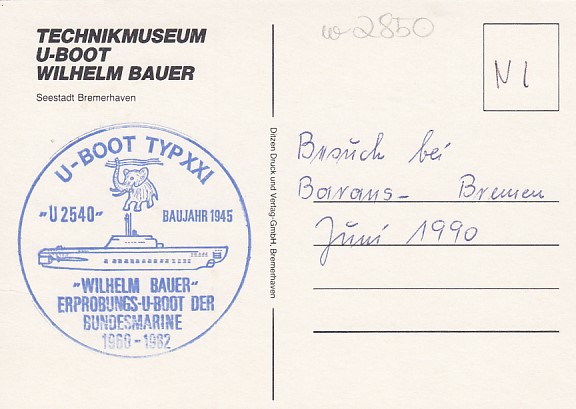 TECHNIKMUSEUM
U-BOOT
WILHELM BAUER
Seestadt Bremerhaven
U-BOOT TYP XXI
"U 2540"
BAUJAHR 1945
"WILHELM BAUER"
ERPROBUNGS-U-BOOT DER
BUNDESMARINE
1960-1982
Ditzen Druck und Verlag-GmbH, Bremerhaven
w 2850
N1
Besuch bei
Barans- Bremen
Juni 1990